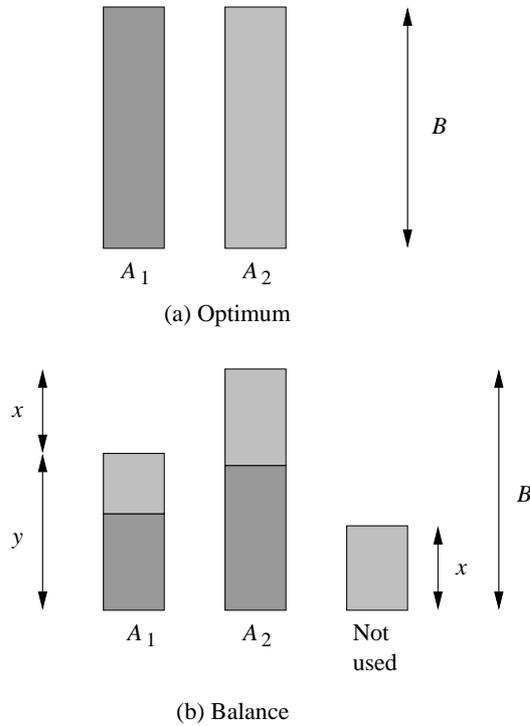 B
A1 A2
(a) Optimum
x
y
B
x
A1 A2 Not
used
(b) Balance